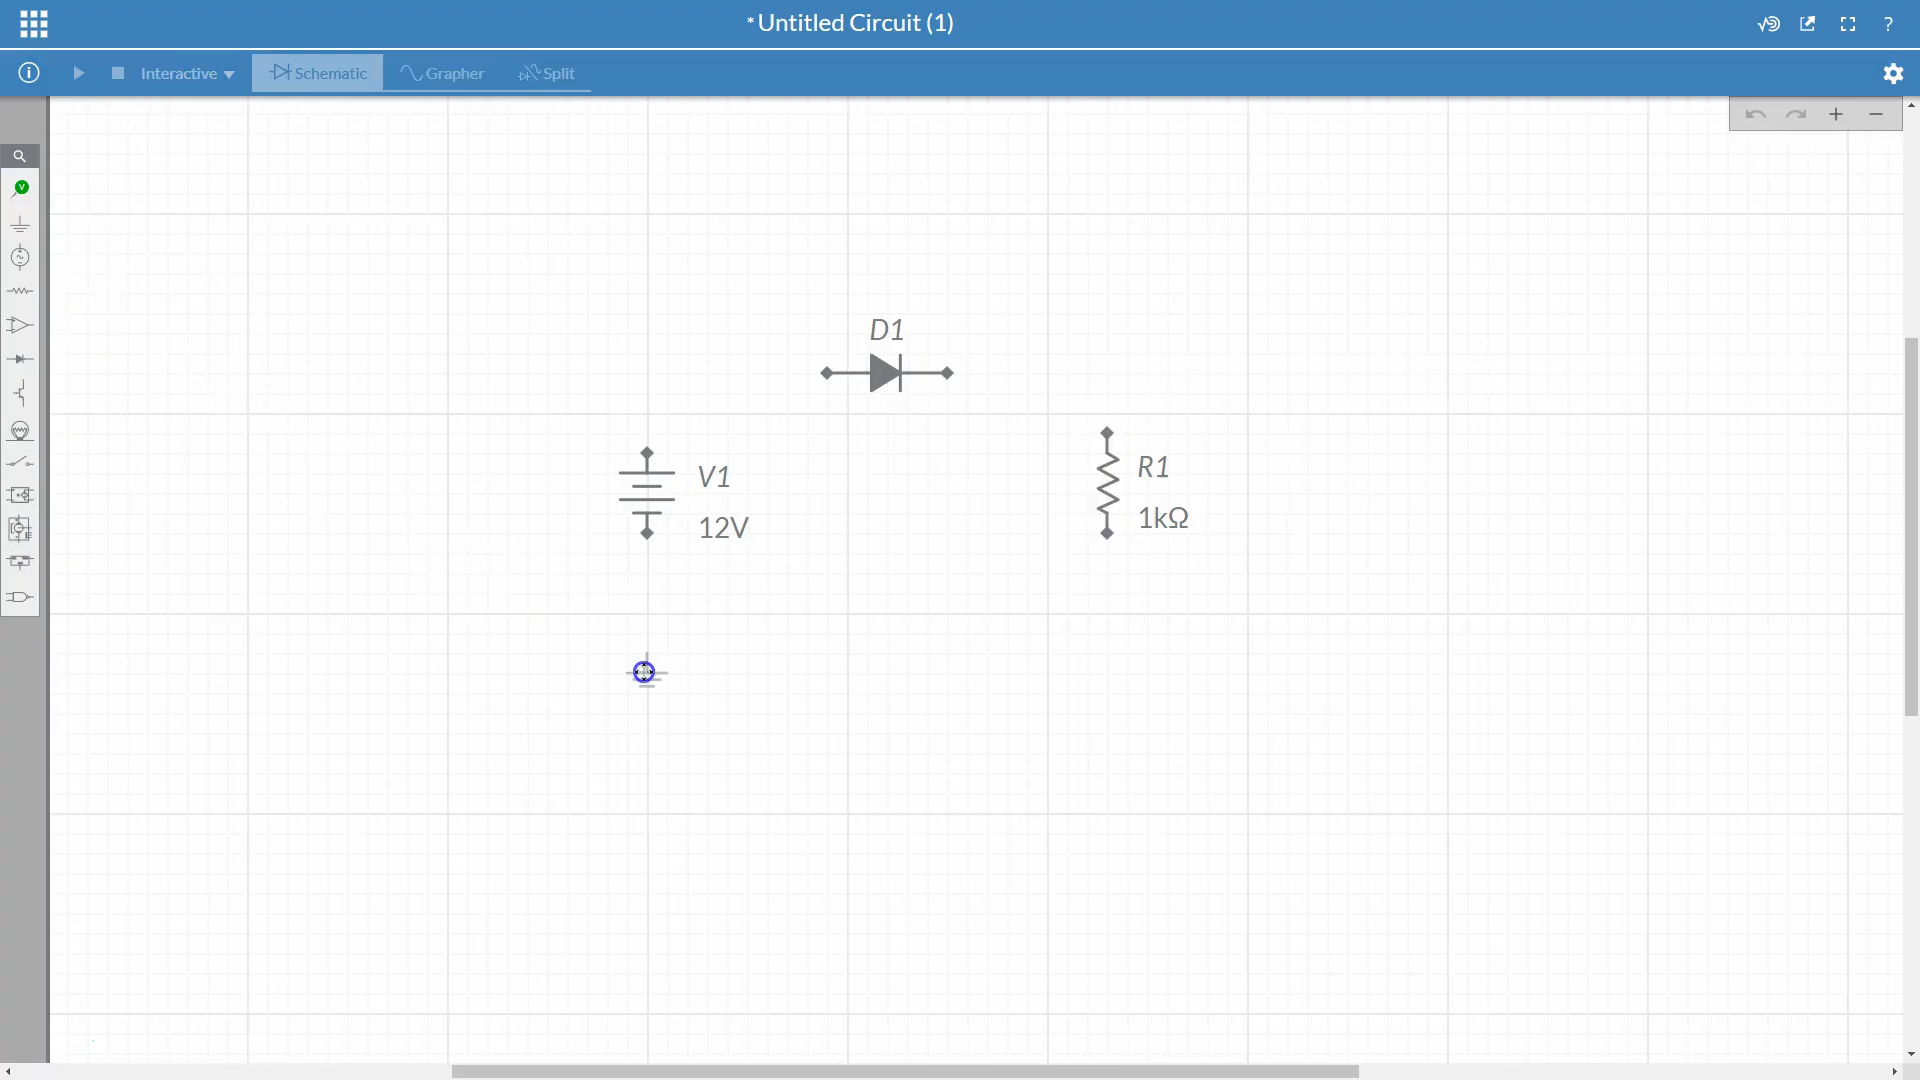 * Untitled Circuit (1)
?
i
Interactive
Schematic
Grapher
Split
V
D1
V1
12V
R1
1kΩ